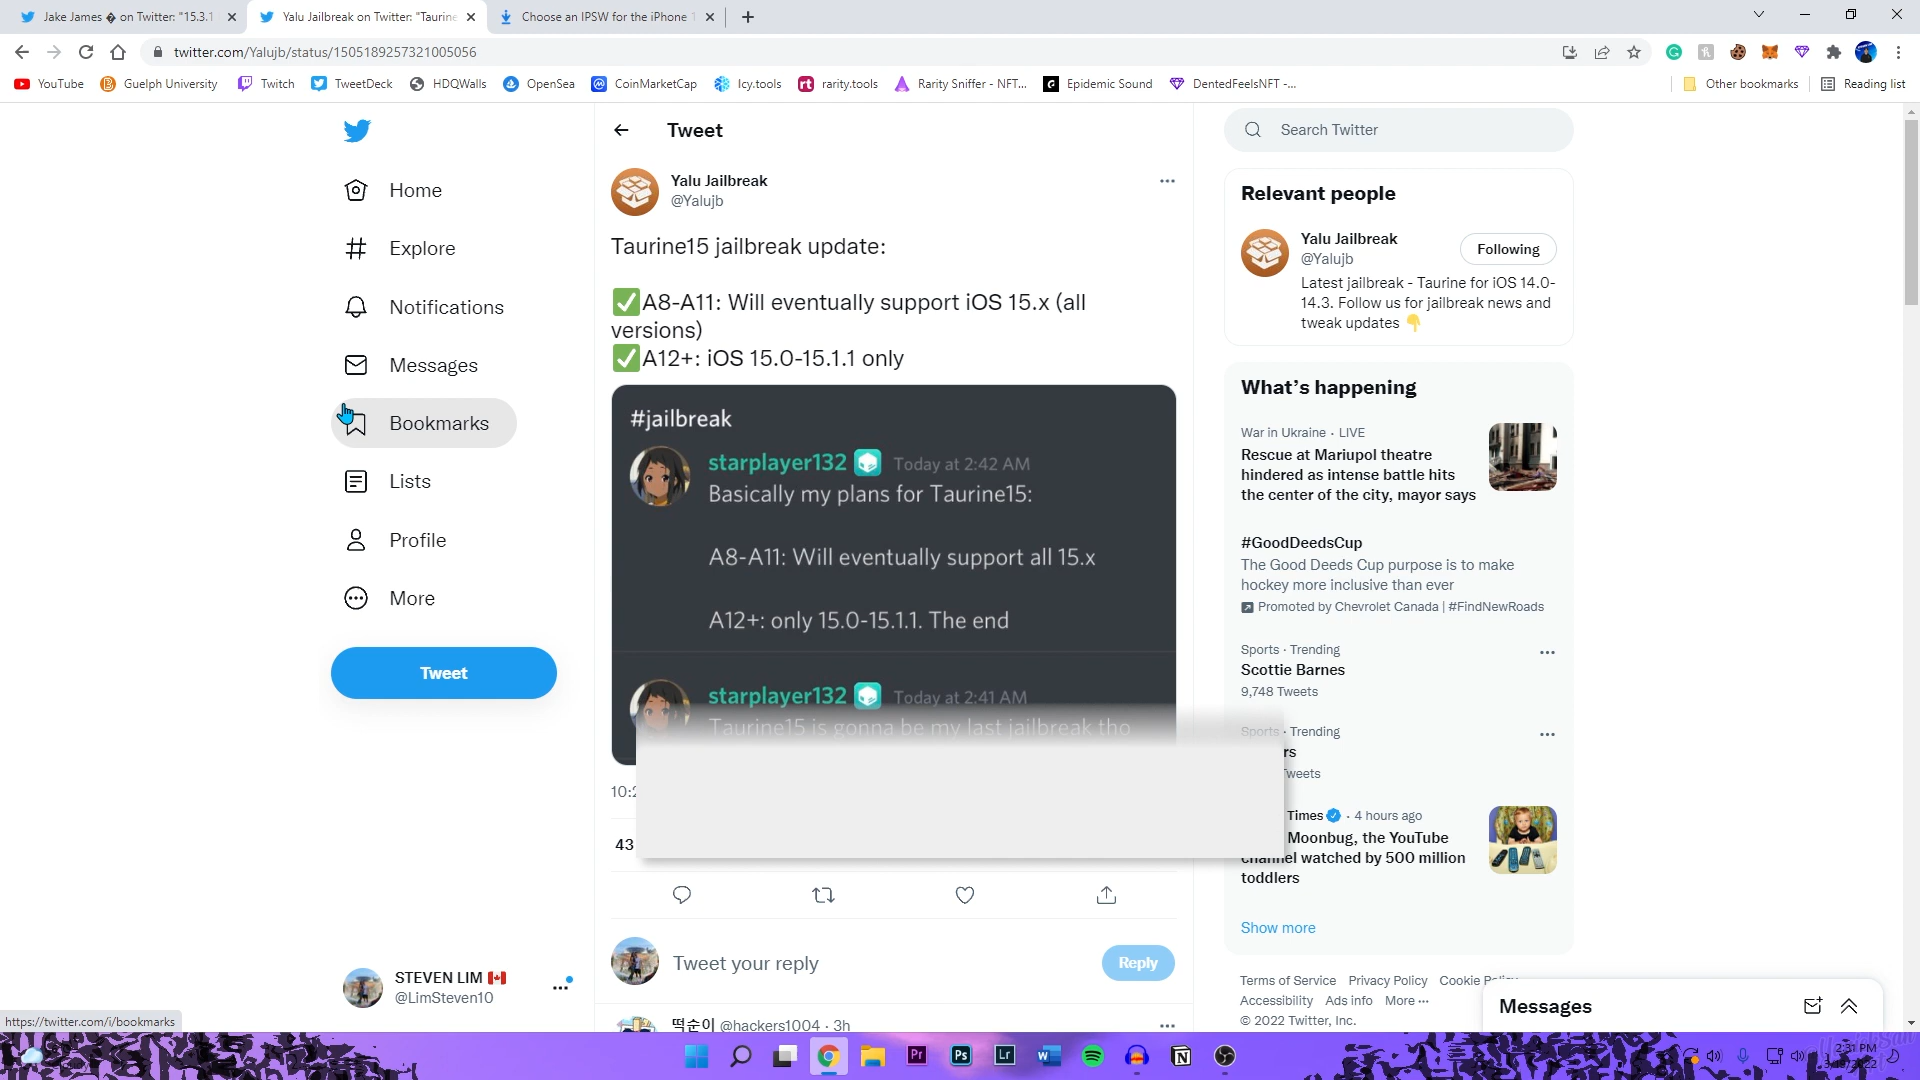 Jake James � on Twitter: "15.3.1
Yalu Jailbreak on Twitter: "Taurine
Choose an IPSW for the iPhone
twitter.com/Yalujb/status/1505189257321005056
YouTube
Guelph University
Twitch
TweetDeck
HDQWalls
OpenSea
CoinMarketCap
Icy.tools
rarity.tools
Rarity Sniffer - NFT...
Epidemic Sound
DentedFeelsNFT -...
Other bookmarks
Reading list
Home
Explore
Notifications
Messages
Bookmarks
Lists
Profile
More
Tweet
STEVEN LIM 🇨🇦
@LimSteven10
https://twitter.com/i/bookmarks
Tweet
Yalu Jailbreak
@Yalujb
Taurine15 jailbreak update:
✅A8-A11: Will eventually support iOS 15.x (all
versions)
✅A12+: iOS 15.0-15.1.1 only
#jailbreak
starplayer132 Today at 2:42 AM
Basically my plans for Taurine15:
A8-A11: Will eventually support all 15.x
A12+: only 15.0-15.1.1. The end
starplayer132 Today at 2:41 AM
Taurine15 is gonna be my last jailbreak tho
10:2
43
Tweet your reply
Reply
떡순이 @hackers1004 · 3h
Search Twitter
Relevant people
Yalu Jailbreak
@Yalujb
Following
Latest jailbreak - Taurine for iOS 14.0-
14.3. Follow us for jailbreak news and
tweak updates 👇
What's happening
War in Ukraine · LIVE
Rescue at Mariupol theatre
hindered as intense battle hits
the center of the city, mayor says
#GoodDeedsCup
The Good Deeds Cup purpose is to make
hockey more inclusive than ever
Promoted by Chevrolet Canada | #FindNewRoads
Sports · Trending
Scottie Barnes
9,748 Tweets
Sports · Trending
rs
Tweets
Times · 4 hours ago
Moonbug, the YouTube
channel watched by 500 million
toddlers
Show more
Terms of Service Privacy Policy Cookie Policy
Accessibility Ads info More ...
© 2022 Twitter, Inc.
Messages
Pr
Ps
Lr
2:31 PM